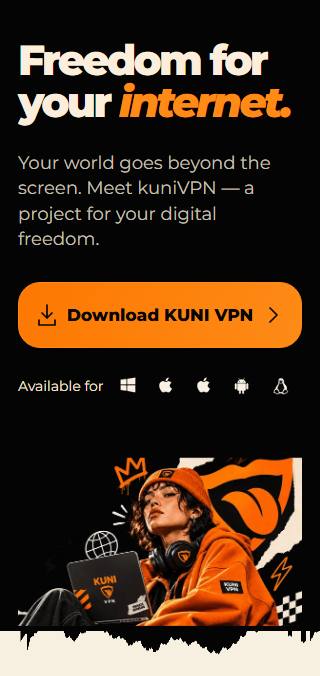 Freedom for
your internet.
Your world goes beyond the
screen. Meet kuniVPN — a
project for your digital
freedom.
Download KUNI VPN
Available for
KUNI
VPN
KUNI
VPN